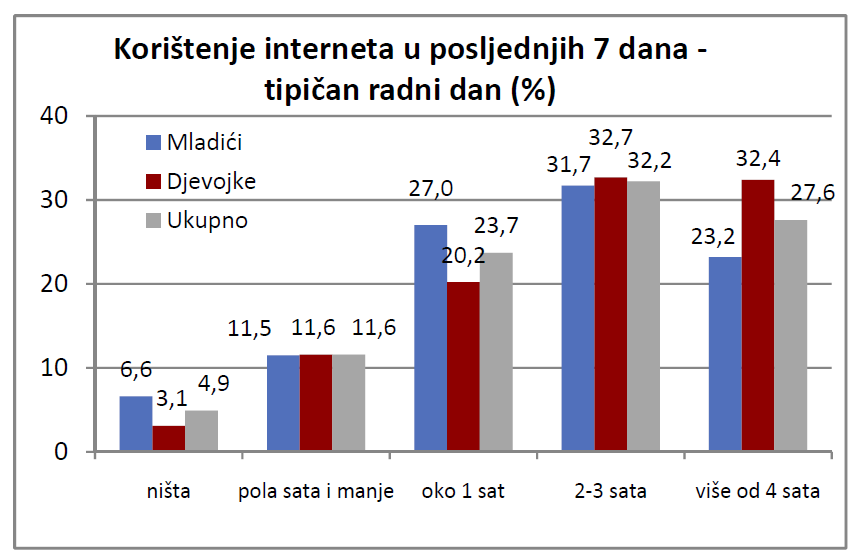 Korištenje interneta u posljednjih 7 dana -
tipičan radni dan (%)
40
30
20
10
0
Mladići
Djevojke
Ukupno
6,6
3,1
4,9
11,5
11,6
11,6
27,0
20,2
23,7
31,7
32,7
32,2
23,2
32,4
27,6
ništa
pola sata i manje
oko 1 sat
2-3 sata
više od 4 sata